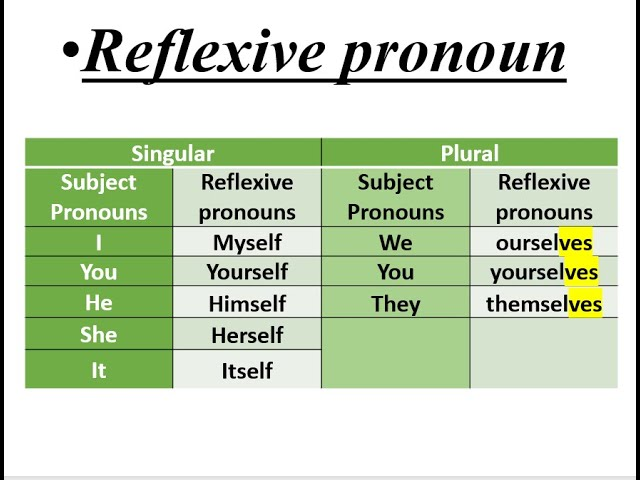 •Reflexive pronoun
Singular Plural
Subject Pronouns Reflexive pronouns Subject Pronouns Reflexive pronouns
I Myself We ourselves
You Yourself You yourselves
He Himself They themselves
She Herself
It Itself